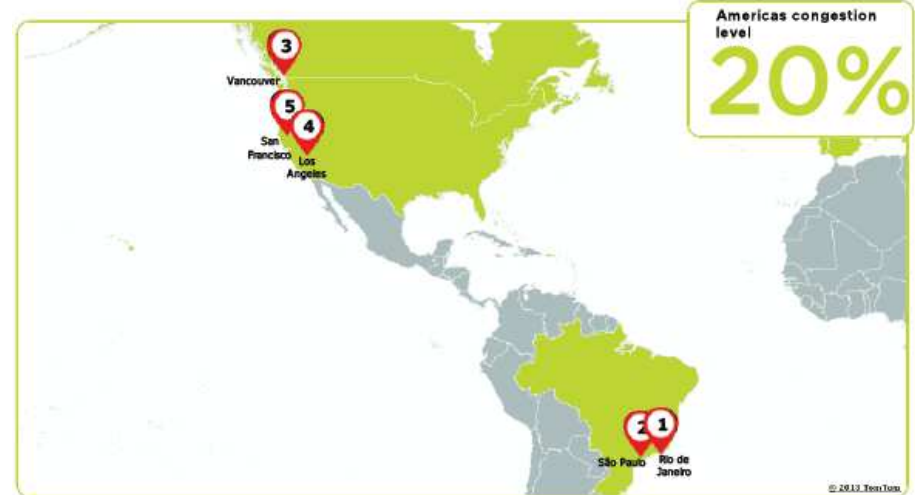 Americas congestion
level
20%
3
Vancouver
5
4
San
Francisco
Los
Angeles
2
1
São Paulo
Rio de
Janeiro
© 2013 TomTom